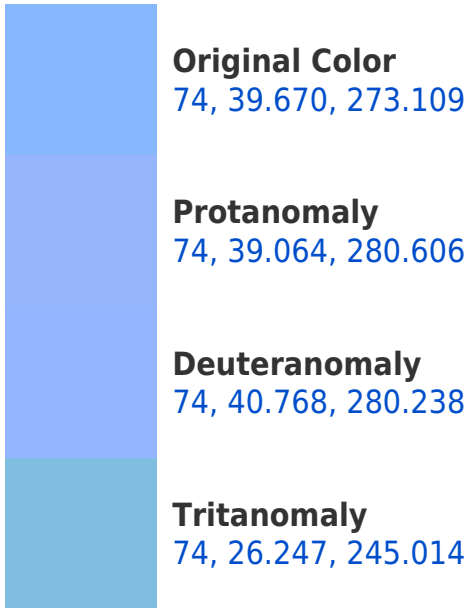 Original Color
74, 39.670, 273.109
Protanomaly
74, 39.064, 280.606
Deuteranomaly
74, 40.768, 280.238
Tritanomaly
74, 26.247, 245.014